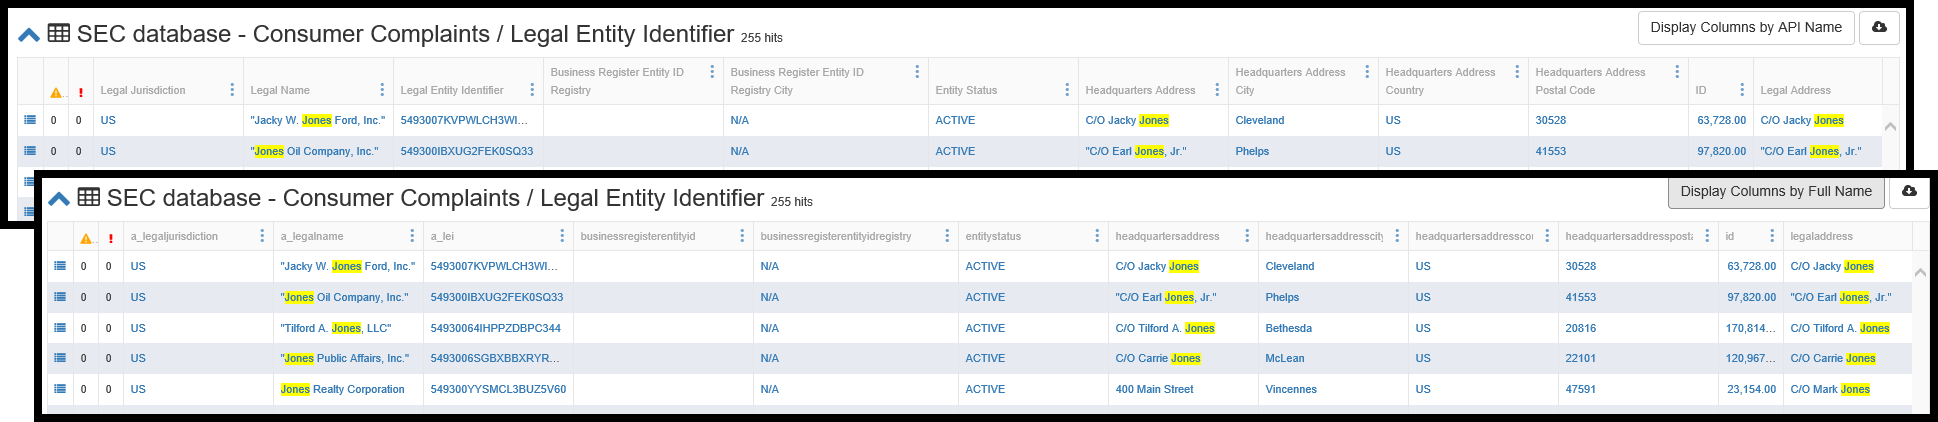 SEC database - Consumer Complaints / Legal Entity Identifier 255 hits
Display Columns by API Name
Legal Jurisdiction Legal Name Legal Entity Identifier Business Register Entity ID Registry Business Register Entity ID Registry City Entity Status Headquarters Address Headquarters Address City Headquarters Address Country Headquarters Address Postal Code ID Legal Address
0 0 US "Jacky W. Jones Ford, Inc." 5493007KVPWLCH3WI... N/A ACTIVE C/O Jacky Jones Cleveland US 30528 63,728.00 C/O Jacky Jones
0 0 US "Jones Oil Company, Inc." 549300IBXUG2FEK0SQ33 N/A ACTIVE "C/O Earl Jones, Jr." Phelps US 41553 97,820.00 "C/O Earl Jones, Jr."
SEC database - Consumer Complaints / Legal Entity Identifier 255 hits
Display Columns by Full Name
a_legaljurisdiction a_legalname a_lei businessregisterentityid businessregisterentityidregistry entitystatus headquartersaddress headquartersaddresscity headquartersaddresscou headquartersaddressposta id legaladdress
0 0 US "Jacky W. Jones Ford, Inc." 5493007KVPWLCH3WI... N/A ACTIVE C/O Jacky Jones Cleveland US 30528 63,728.00 C/O Jacky Jones
0 0 US "Jones Oil Company, Inc." 549300IBXUG2FEK0SQ33 N/A ACTIVE "C/O Earl Jones, Jr." Phelps US 41553 97,820.00 "C/O Earl Jones, Jr."
0 0 US "Tilford A. Jones, LLC" 54930064IHPPZDBPC344 N/A ACTIVE C/O Tilford A. Jones Bethesda US 20816 170,814... C/O Tilford A. Jones
0 0 US "Jones Public Affairs, Inc." 5493006SGBXBBXRYR... N/A ACTIVE C/O Carrie Jones McLean US 22101 120,967... C/O Carrie Jones
0 0 US Jones Realty Corporation 549300YYSMCL3BUZ5V60 N/A ACTIVE 400 Main Street Vincennes US 47591 23,154.00 C/O Mark Jones